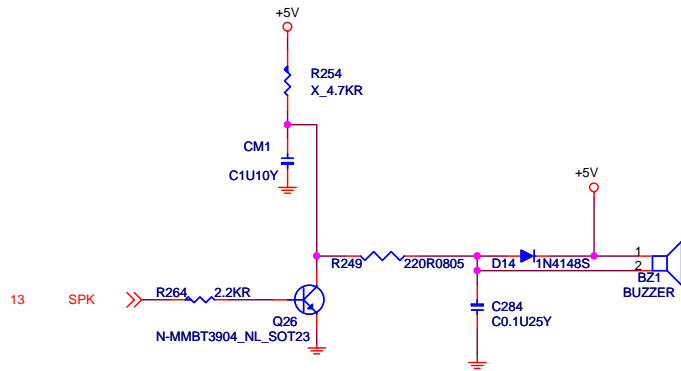 +5V
R254
X_4.7KR
CM1
C1U10Y
+5V
R249
220R0805
D14
1N4148S
1
2
BZ1
BUZZER
13
SPK
R264
2.2KR
Q26
N-MMBT3904_NL_SOT23
C284
C0.1U25Y